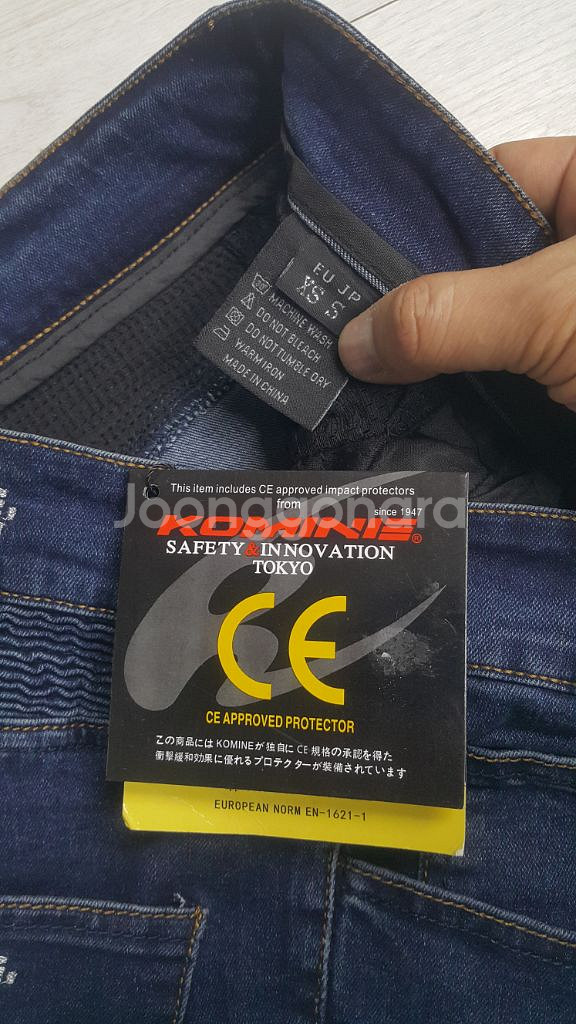 EU JP
XS S
MACHINE WASH
DO NOT BLEACH
DO NOT TUMBLE DRY
WARM IRON
MADE IN CHINA
This item includes CE approved impact protectors
from
since 1947
Joonggonara
KOMINE®
SAFETY&INNOVATION
TOKYO
CE
CE APPROVED PROTECTOR
この商品には KOMINEが独自に CE 規格の承認を得た
衝撃緩和効果に優れるプロテクターが装備されています
EUROPEAN NORM EN-1621-1